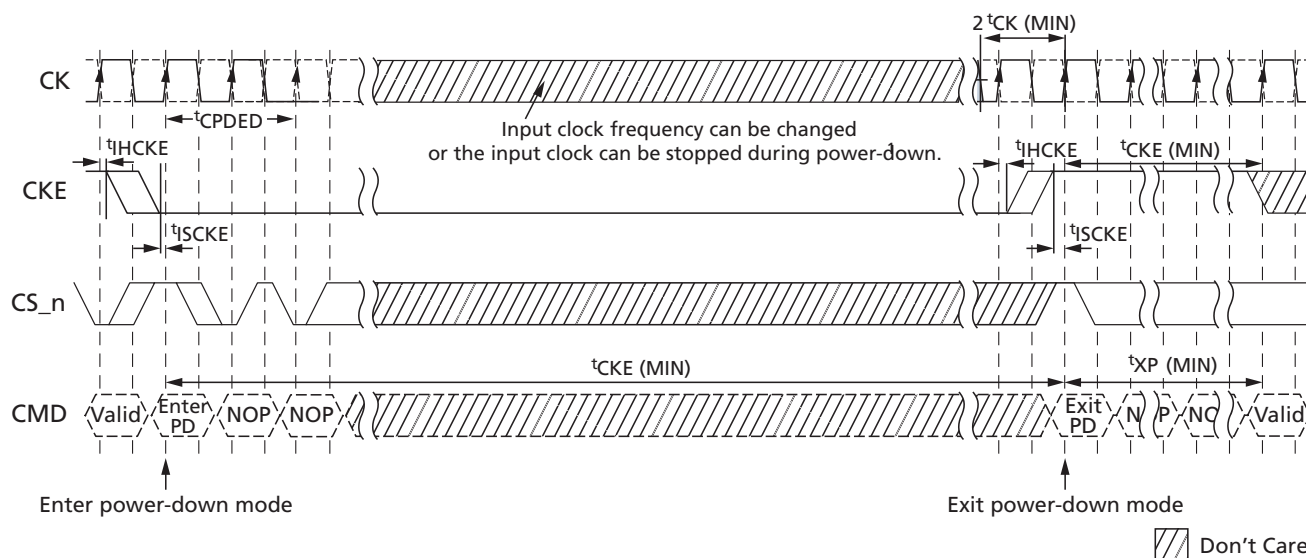 2 tCK (MIN)
CK
tCPDED
Input clock frequency can be changed
or the input clock can be stopped during power-down.1
tIHCKE
tIHCKE
tCKE (MIN)
CKE
tISCKE
tISCKE
CS_n
tCKE (MIN)
tXP (MIN)
CMD
Valid
Enter
PD
NOP
NOP
Exit
PD
N
P
NO
Valid
Enter power-down mode
Exit power-down mode
Don't Care